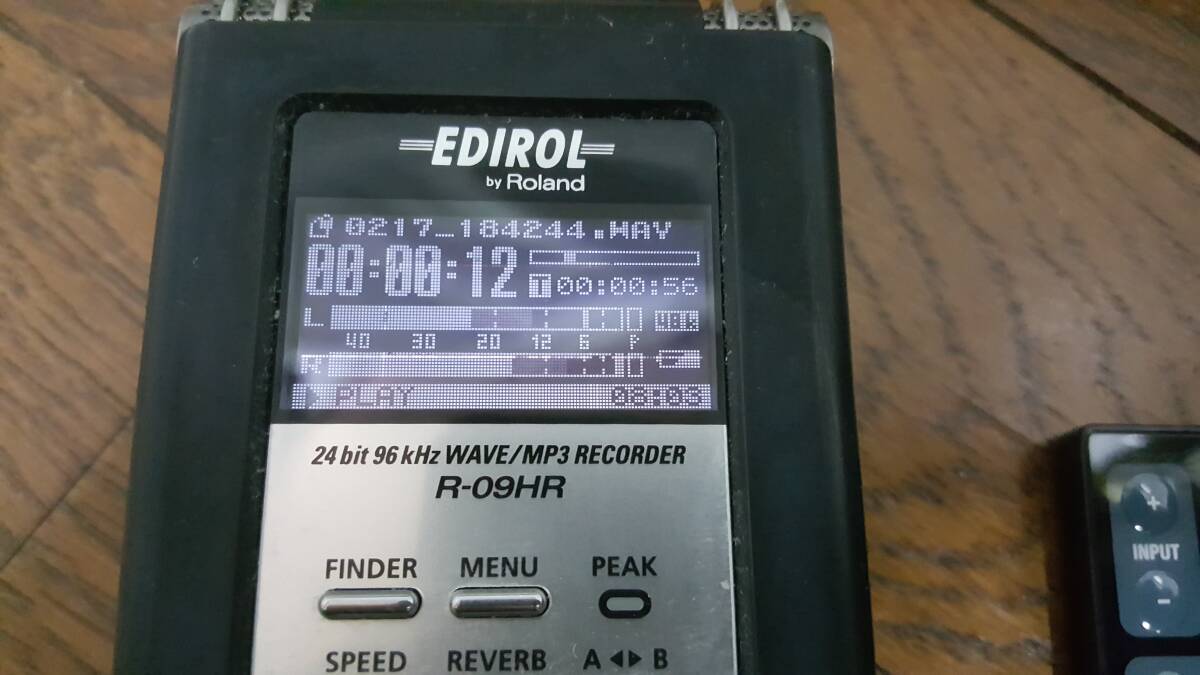 EDIROL
by Roland
0217_184244.WAV
00:00:12
T 00:00:56
L
40 30 20 12 6 P
R
PLAY 08:03
24 bit 96 kHz WAVE/MP3 RECORDER
R-09HR
FINDER MENU PEAK
SPEED REVERB A ◀▶ B
+
INPUT
-